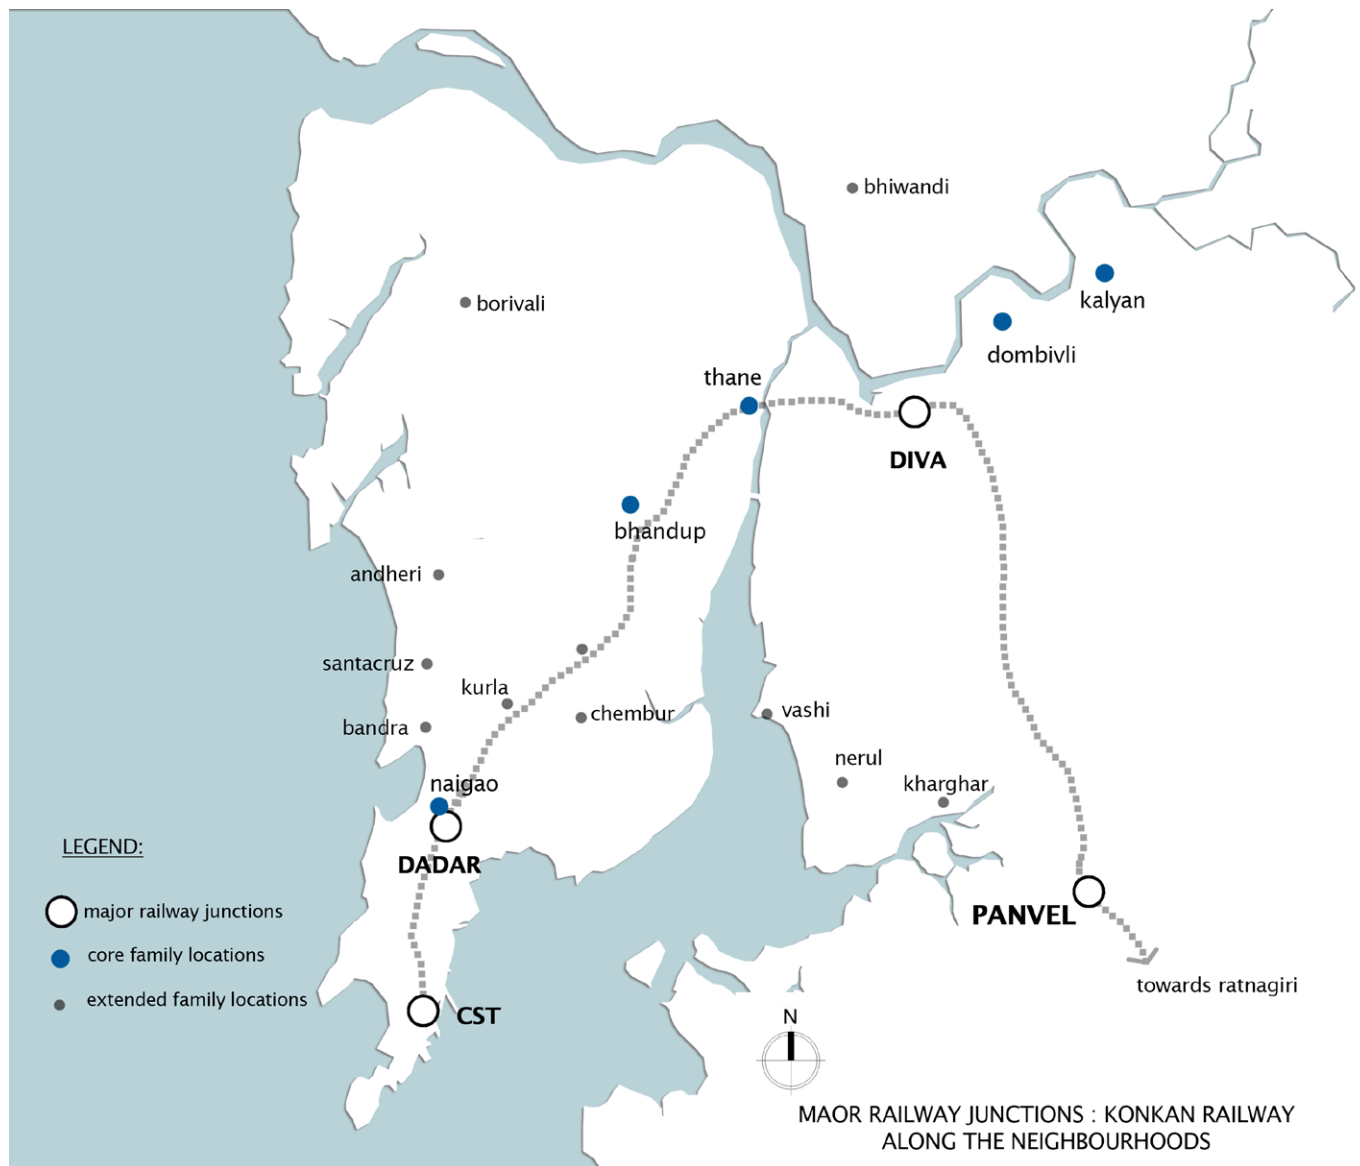 bhiwandi
kalyan
borivali
dombivli
thane
DIVA
bhandup
andheri
santacruz
kurla
chembur
vashi
bandra
nerul
naigao
kharghar
DADAR
LEGEND:
major railway junctions
PANVEL
core family locations
towards ratnagiri
extended family locations
CST
N
MAOR RAILWAY JUNCTIONS : KONKAN RAILWAY
ALONG THE NEIGHBOURHOODS